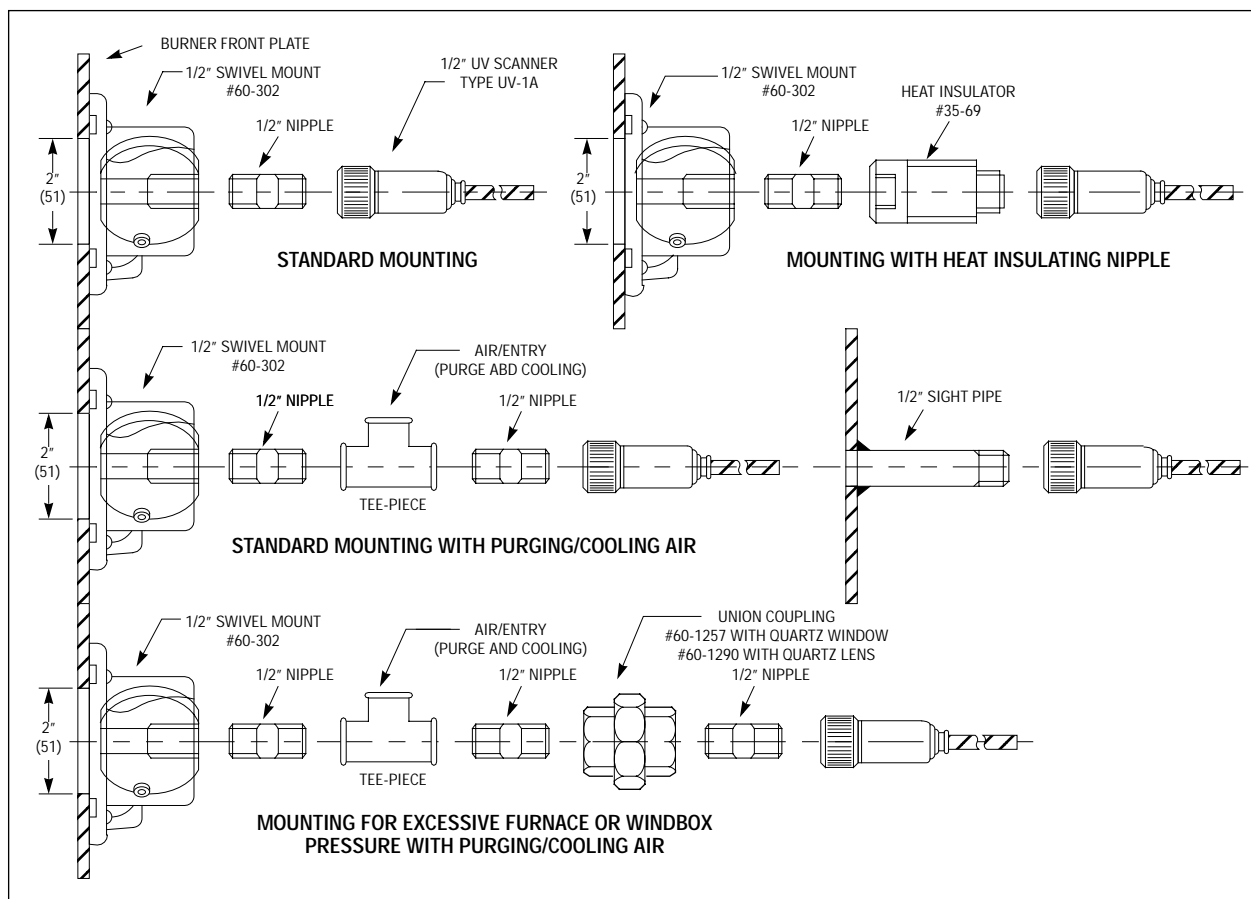 BURNER FRONT PLATE
1/2" SWIVEL MOUNT
#60-302
1/2" NIPPLE
1/2" UV SCANNER
TYPE UV-1A
2"
(51)
STANDARD MOUNTING
1/2" SWIVEL MOUNT
#60-302
1/2" NIPPLE
HEAT INSULATOR
#35-69
2"
(51)
MOUNTING WITH HEAT INSULATING NIPPLE
1/2" SWIVEL MOUNT
#60-302
1/2" NIPPLE
AIR/ENTRY
(PURGE ABD COOLING)
1/2" NIPPLE
2"
(51)
TEE-PIECE
STANDARD MOUNTING WITH PURGING/COOLING AIR
1/2" SIGHT PIPE
1/2" SWIVEL MOUNT
#60-302
1/2" NIPPLE
AIR/ENTRY
(PURGE AND COOLING)
1/2" NIPPLE
UNION COUPLING
#60-1257 WITH QUARTZ WINDOW
#60-1290 WITH QUARTZ LENS
1/2" NIPPLE
2"
(51)
TEE-PIECE
MOUNTING FOR EXCESSIVE FURNACE OR WINDBOX
PRESSURE WITH PURGING/COOLING AIR